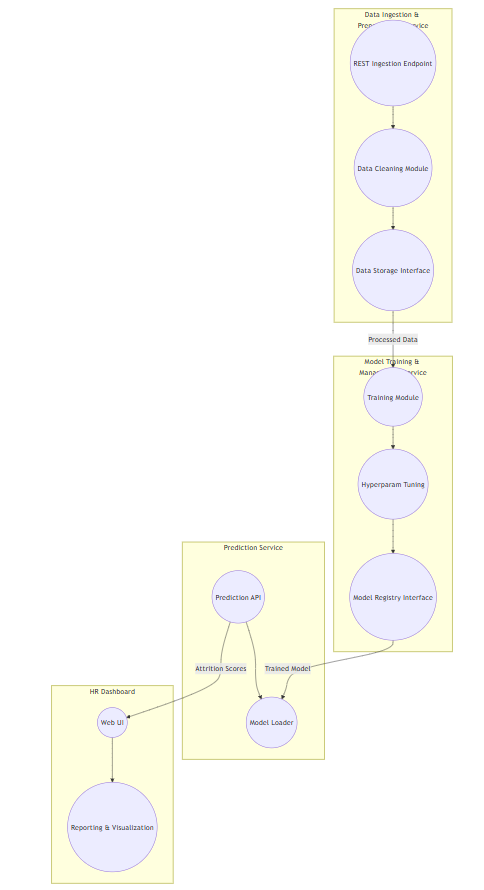 Data Ingestion &
Service
REST Ingestion Endpoint
Data Cleaning Module
Data Storage Interface
Processed Data
Model Training &
Service
Training Module
Hyperparam Tuning
Model Registry Interface
Prediction Service
Prediction API
Attrition Scores
Trained Model
Model Loader
HR Dashboard
Web UI
Reporting & Visualization